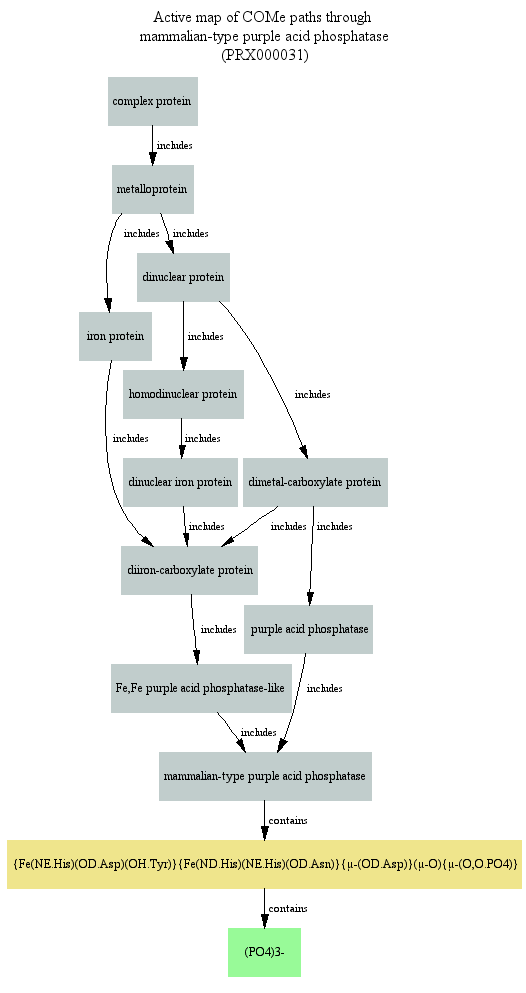 Active map of COMe paths through
mammalian-type purple acid phosphatase
(PRX000031)
complex protein
includes
metalloprotein
includes
includes
dinuclear protein
iron protein
includes
homodinuclear protein
includes
includes
includes
dinuclear iron protein
dimetal-carboxylate protein
includes
includes
includes
diiron-carboxylate protein
purple acid phosphatase
includes
Fe,Fe purple acid phosphatase-like
includes
includes
mammalian-type purple acid phosphatase
contains
{Fe(NE.His)(OD.Asp)(OH.Tyr)}{Fe(ND.His)(NE.His)(OD.Asn)}{μ-(OD.Asp)}(μ-O){μ-(O,O.PO4)}
contains
(PO4)3-